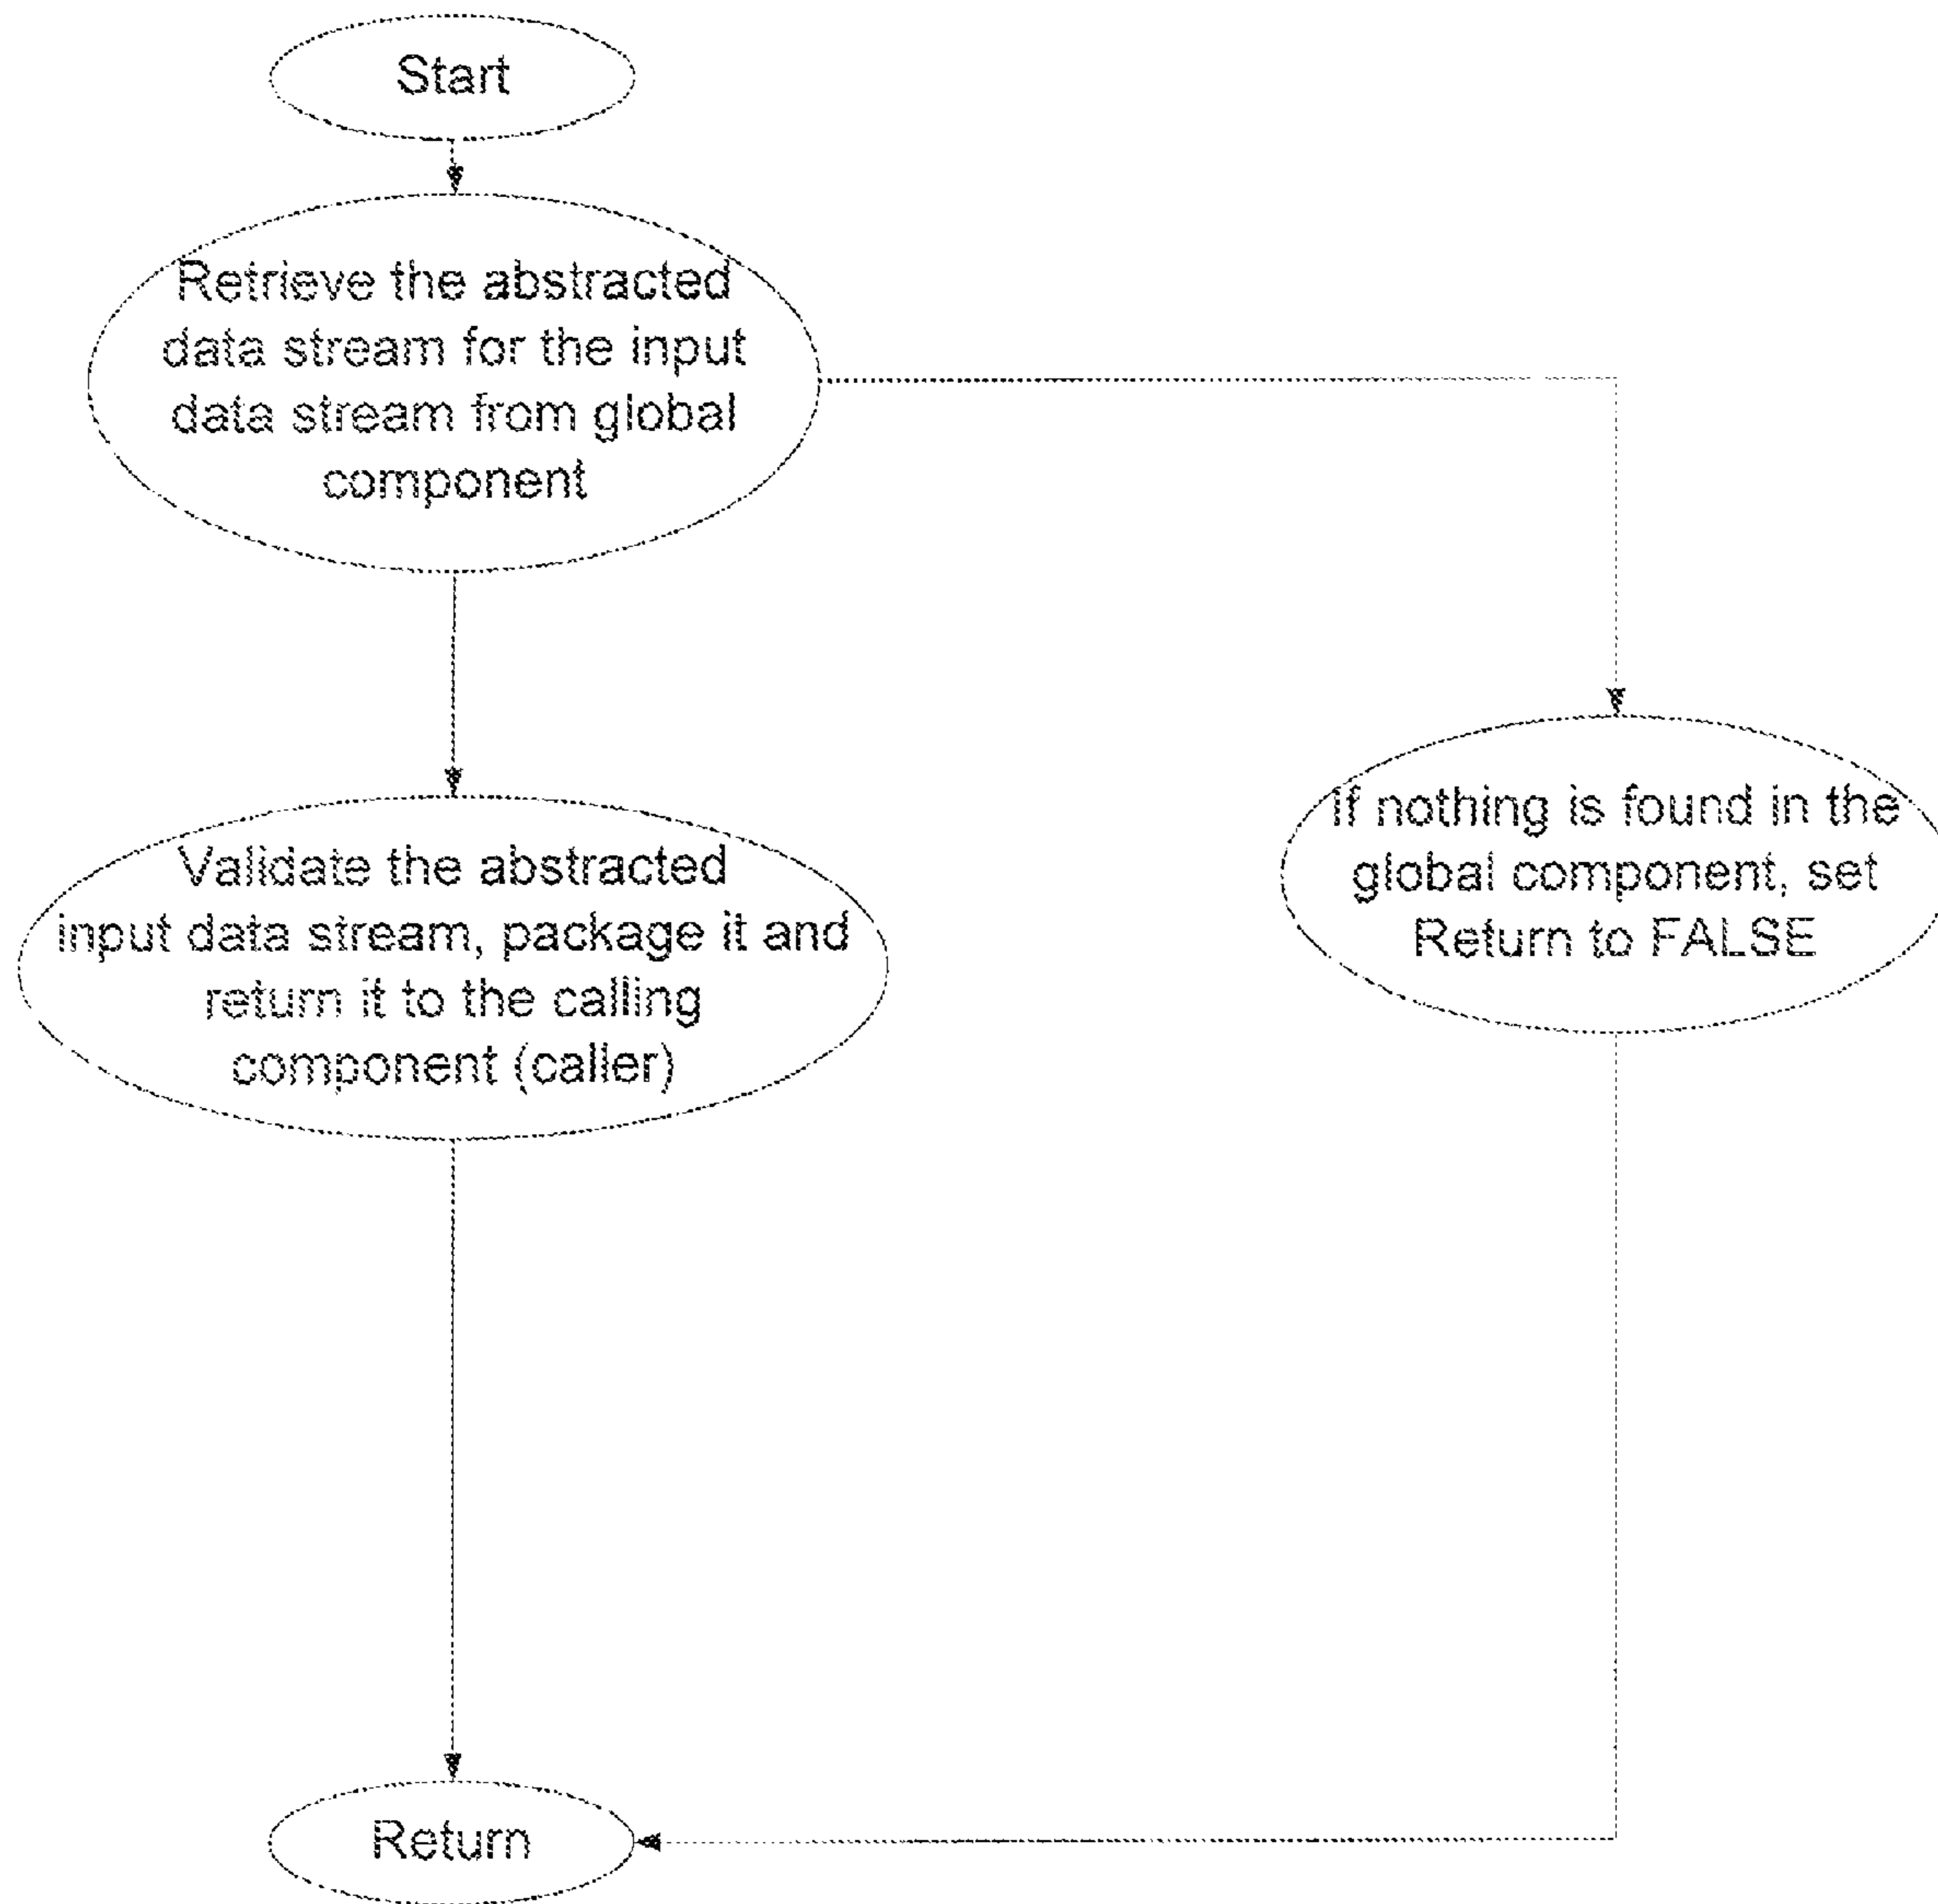 Start
Retrieve the abstracted
data stream for the input
data stream from global
component
If nothing is found in the
global component, set
Return to FALSE
Validate the abstracted
input data stream, package it and
return it to the calling
component (caller)
Return